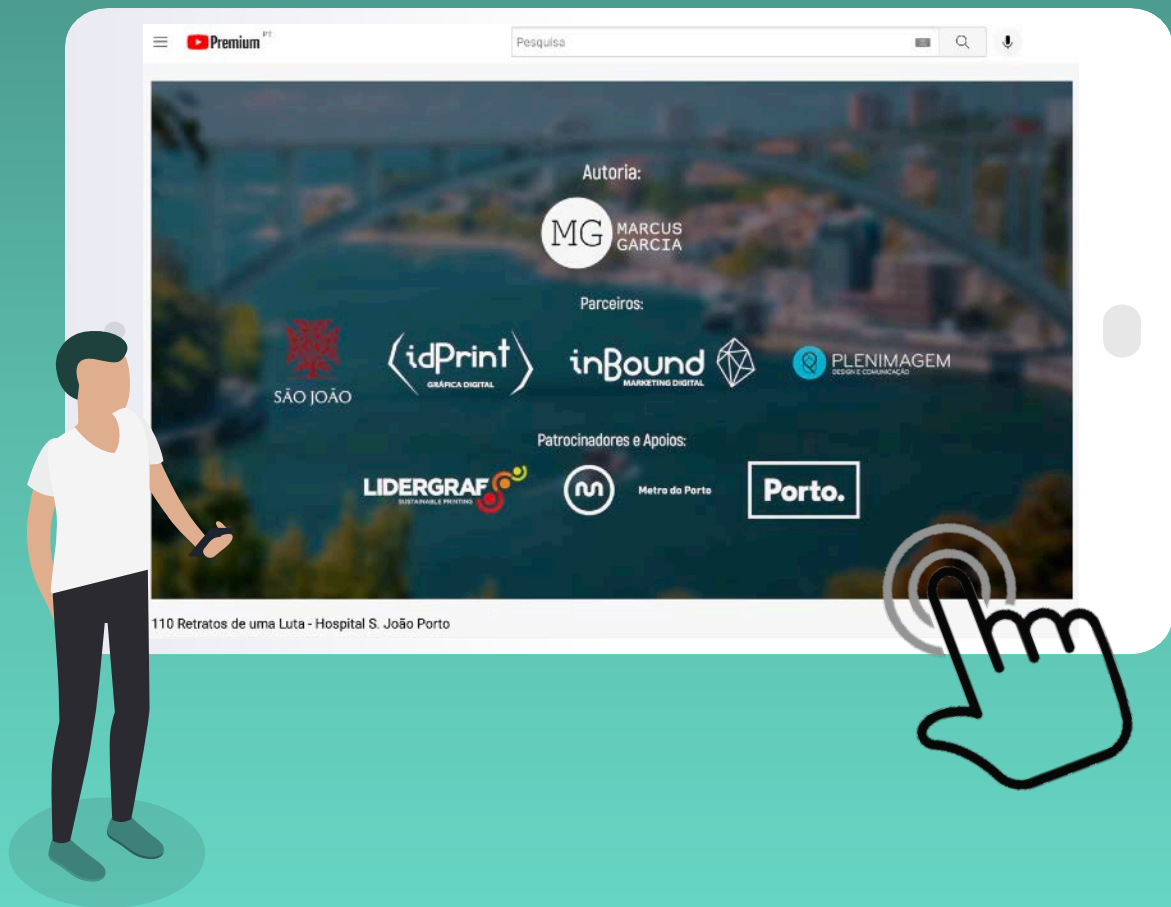 Premium PT
Pesquisa
Autoria:
MG MARCUS
GARCIA
Parceiros:
SÃO JOÃO
idPrint
GRÁFICA DIGITAL
inBound
MARKETING DIGITAL
PLENIMAGEM
DESIGN E COMUNICAÇÃO
Patrocinadores e Apoios:
LIDERGRAF
SUSTAINABLE PRINTING
Metro do Porto
Porto.
110 Retratos de uma Luta - Hospital S. João Porto